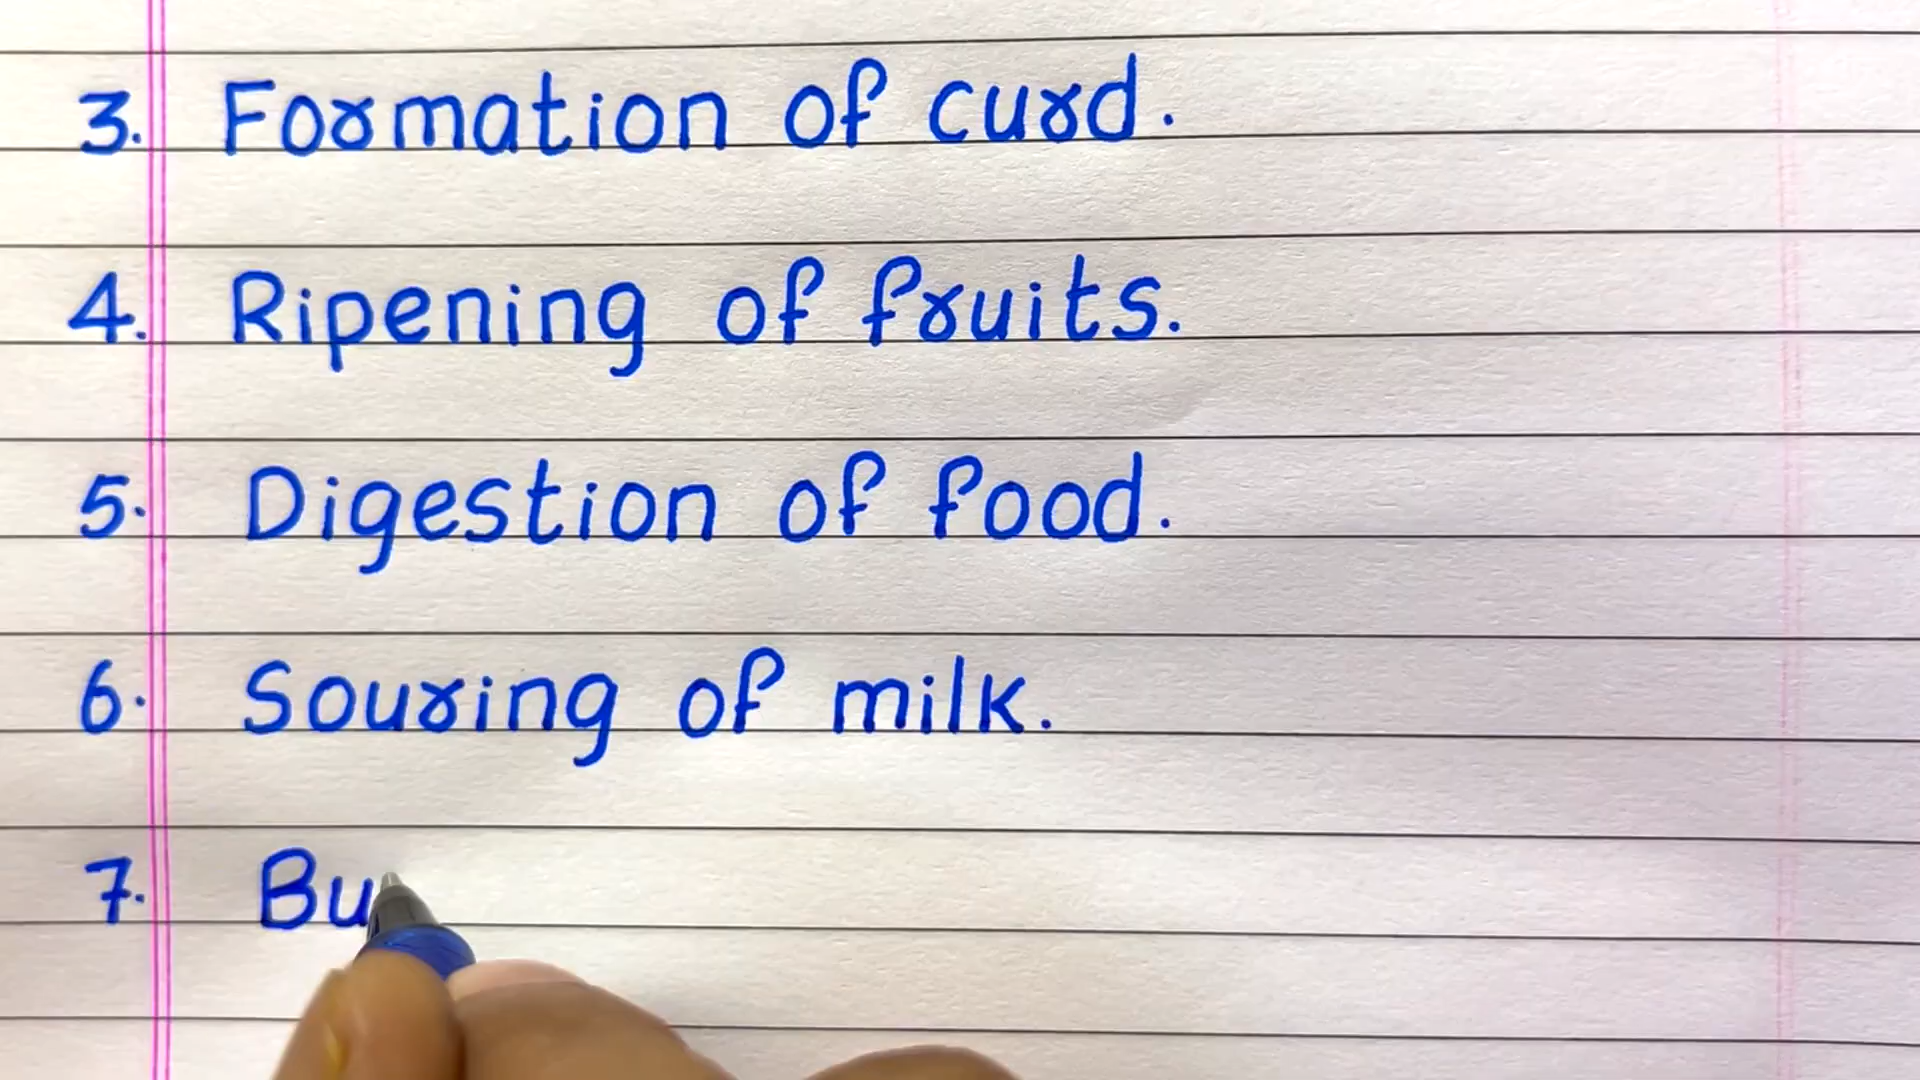 3. Formation of curd.
4. Ripening of fruits.
5. Digestion of food.
6. Souring of milk.
7. Bu